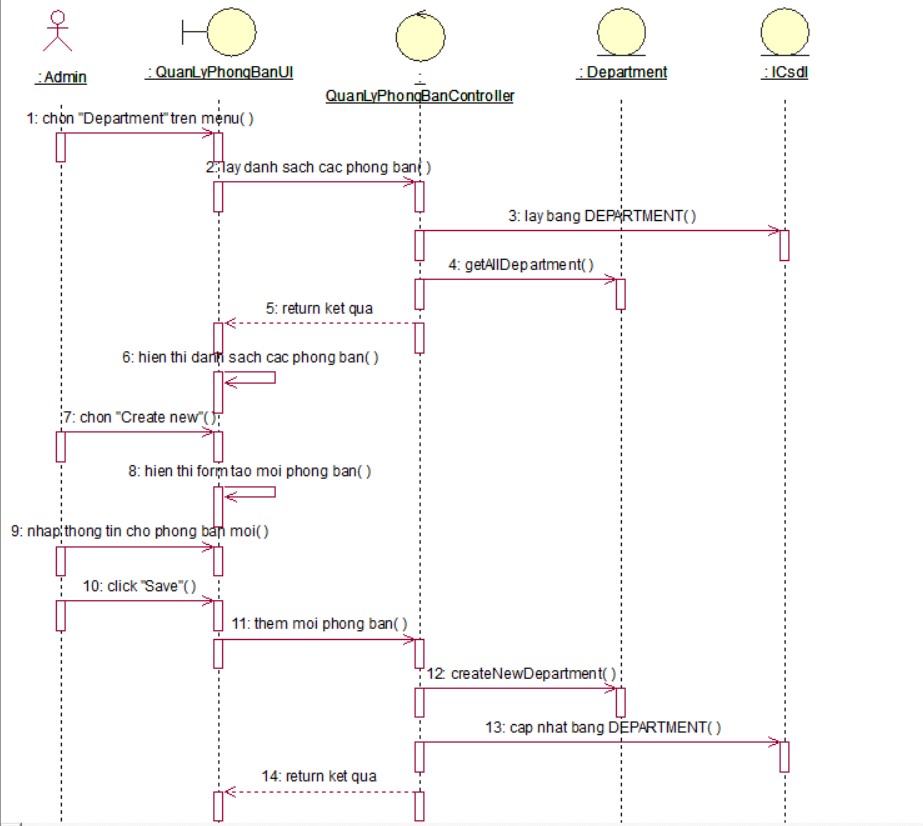 : Admin
: QuanLyPhongBanUI
:
QuanLyPhongBanController
: Department
: ICsdl
1: chon "Department" tren menu( )
2: lay danh sach cac phong ban( )
3: lay bang DEPARTMENT( )
4: getAllDepartment( )
5: return ket qua
6: hien thi danh sach cac phong ban( )
7: chon "Create new"( )
8: hien thi form tao moi phong ban( )
9: nhap thong tin cho phong ban moi( )
10: click "Save"( )
11: them moi phong ban( )
12: createNewDepartment( )
13: cap nhat bang DEPARTMENT( )
14: return ket qua